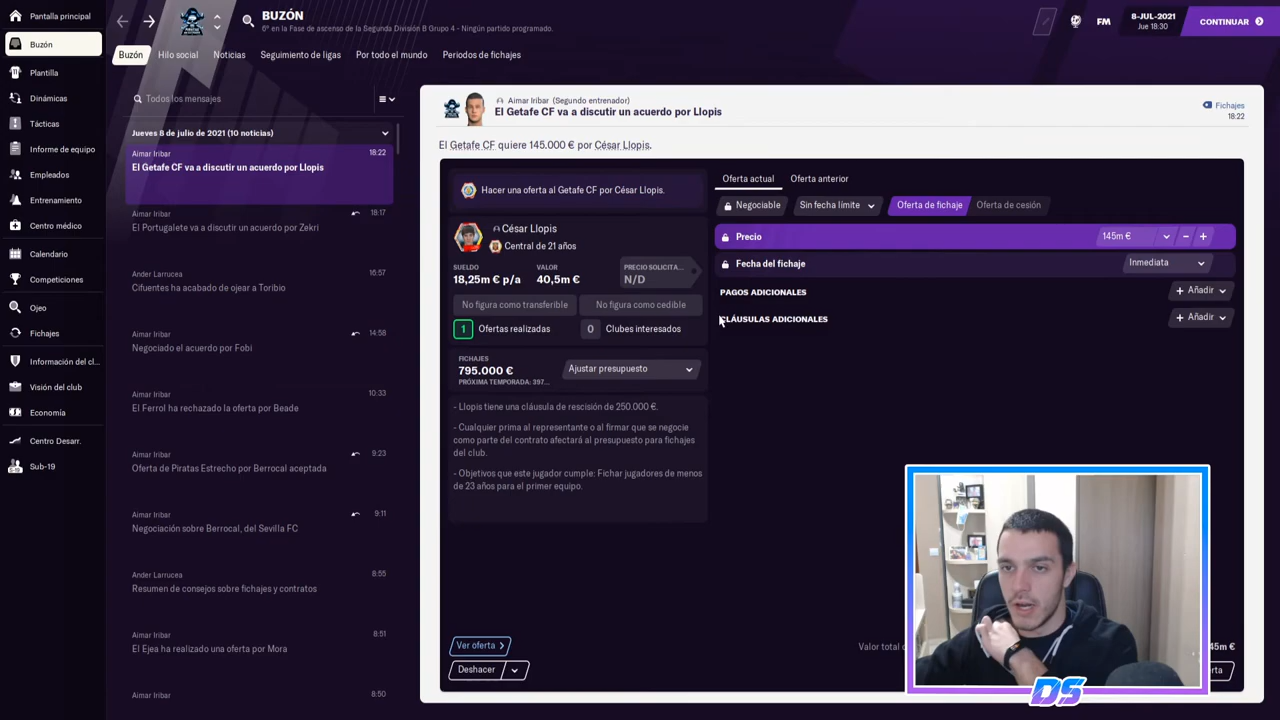 Pantalla principal
Buzón
Plantilla
Dinámicas
Tácticas
Informe de equipo
Empleados
Entrenamiento
Centro médico
Calendario
Competiciones
Ojeo
Fichajes
Información del cl...
Visión del club
Economía
Centro Desarr.
Sub-19
BUZÓN
6º en la Fase de ascenso de la Segunda División B Grupo 4 - Ningún partido programado.
FM
8-JUL-2021
Jue 18:30
CONTINUAR
Buzón
Hilo social
Noticias
Seguimiento de ligas
Por todo el mundo
Periodos de fichajes
Todos los mensajes
Jueves 8 de julio de 2021 (10 noticias)
Aimar Iribar 18:22
El Getafe CF va a discutir un acuerdo por Llopis
Aimar Iribar 18:17
El Portugalete va a discutir un acuerdo por Zekri
Ander Larrucea 16:57
Cifuentes ha acabado de ojear a Toribio
Aimar Iribar 14:58
Negociado el acuerdo por Fobi
Aimar Iribar 10:33
El Ferrol ha rechazado la oferta por Beade
Aimar Iribar 9:23
Oferta de Piratas Estrecho por Berrocal aceptada
Aimar Iribar 9:11
Negociación sobre Berrocal, del Sevilla FC
Ander Larrucea 8:55
Resumen de consejos sobre fichajes y contratos
Aimar Iribar 8:51
El Ejea ha realizado una oferta por Mora
Aimar Iribar 8:50
Aimar Iribar (Segundo entrenador)
El Getafe CF va a discutir un acuerdo por Llopis
Fichajes
18:22
El Getafe CF quiere 145.000 € por César Llopis.
Hacer una oferta al Getafe CF por César Llopis.
César Llopis
Central de 21 años
SUELDO
18,25m € p/a
VALOR
40,5m €
PRECIO SOLICITA...
N/D
No figura como transferible
No figura como cedible
1 Ofertas realizadas
0 Clubes interesados
FICHAJES
795.000 €
PRÓXIMA TEMPORADA: 397...
Ajustar presupuesto
- Llopis tiene una cláusula de rescisión de 250.000 €.
- Cualquier prima al representante o al firmar que se negocie
como parte del contrato afectará al presupuesto para fichajes
del club.
- Objetivos que este jugador cumple: Fichar jugadores de menos
de 23 años para el primer equipo.
Ver oferta
Deshacer
Oferta actual
Oferta anterior
Negociable
Sin fecha límite
Oferta de fichaje
Oferta de cesión
Precio 145m €
Fecha del fichaje Inmediata
PAGOS ADICIONALES + Añadir
CLÁUSULAS ADICIONALES + Añadir
Valor total
DS